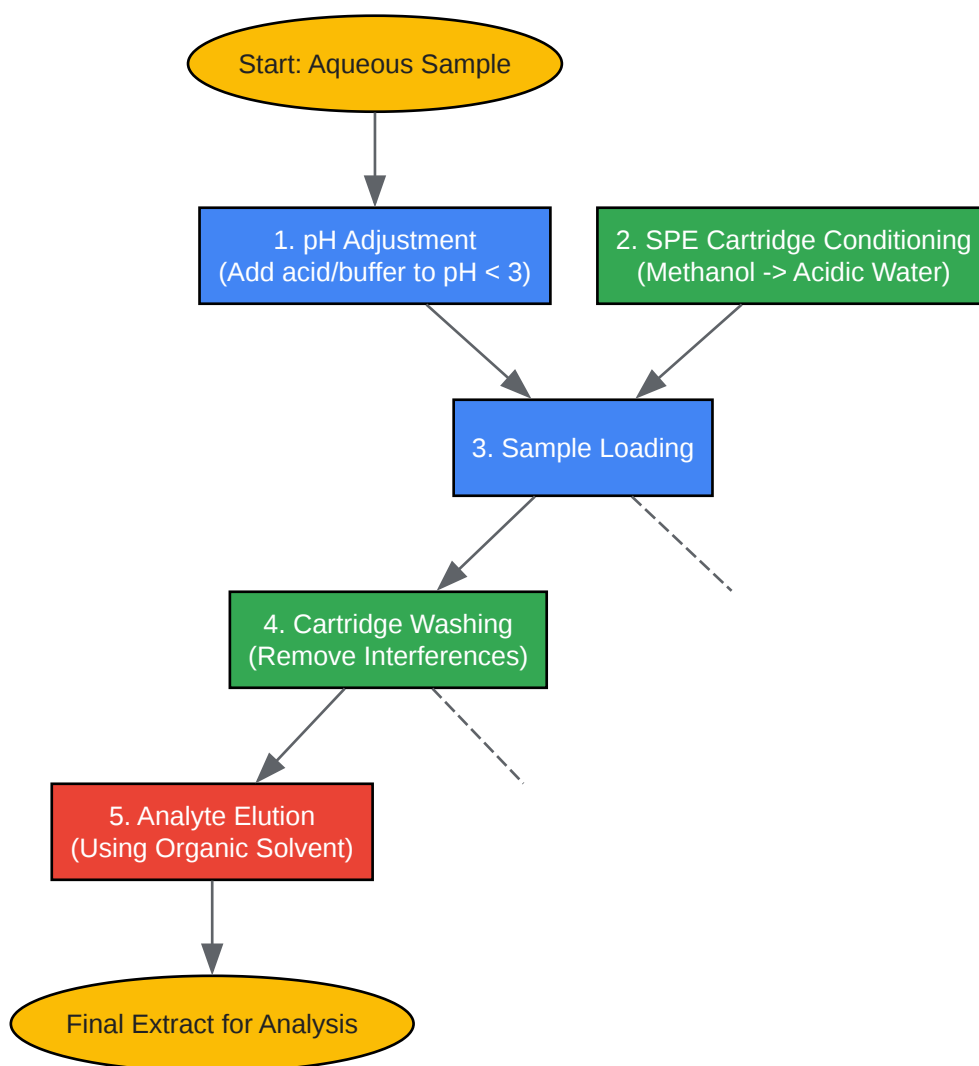 Start: Aqueous Sample
1. pH Adjustment
(Add acid/buffer to pH < 3)
2. SPE Cartridge Conditioning
(Methanol -> Acidic Water)
3. Sample Loading
4. Cartridge Washing
(Remove Interferences)
5. Analyte Elution
(Using Organic Solvent)
Final Extract for Analysis